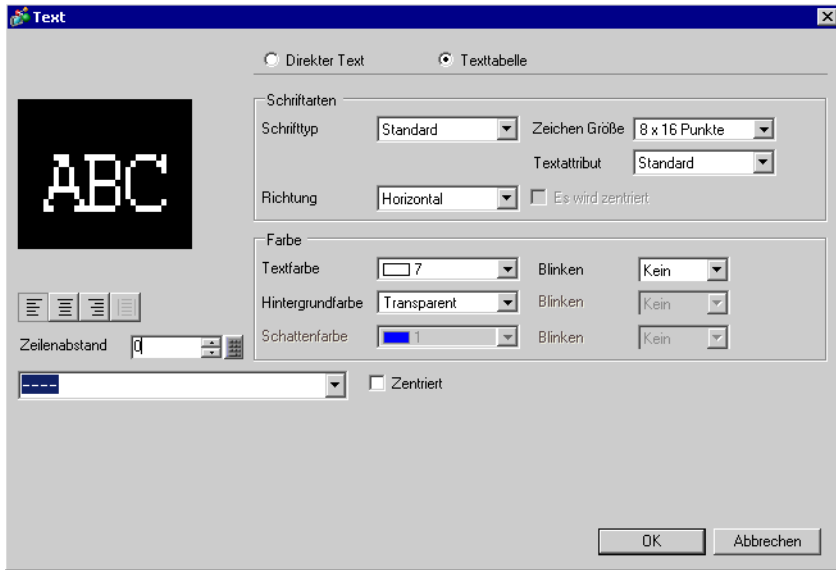 Text
Direkter Text Texttabelle
Schriftarten
Schrifttyp Standard Zeichen Größe 8 x 16 Punkte
Textattribut Standard
ABC
Richtung Horizontal Es wird zentriert
Farbe
Textfarbe 7 Blinken Kein
Hintergrundfarbe Transparent Blinken Kein
Zeilenabstand 0 Schattenfarbe 1 Blinken Kein
---- Zentriert
OK Abbrechen